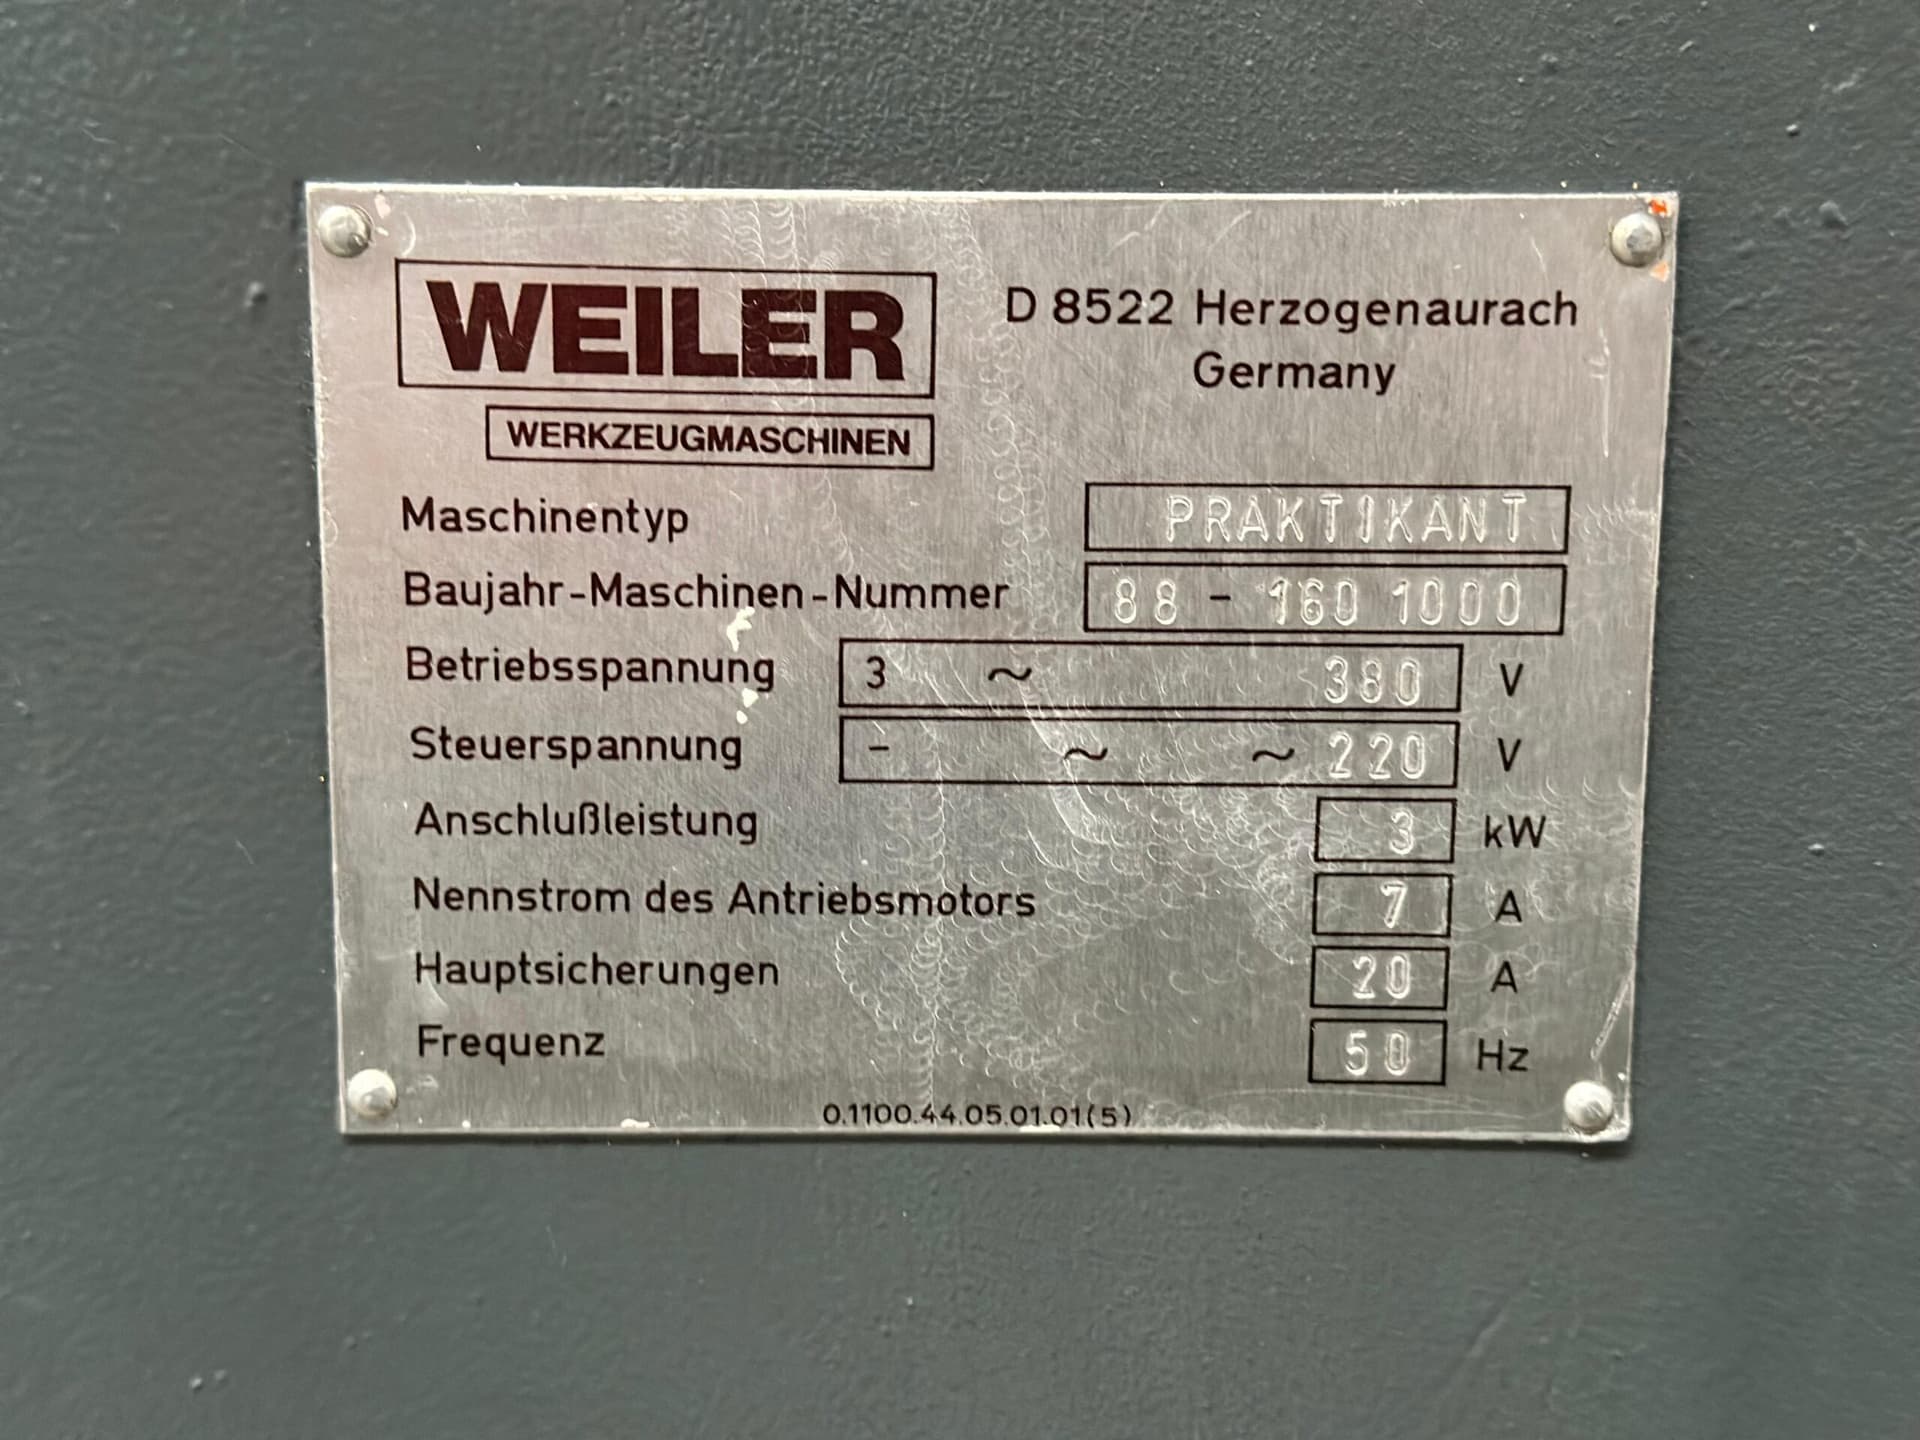 WEILER
WERKZEUGMASCHINEN
D 8522 Herzogenaurach
Germany
Maschinentyp PRAKTIKANT
Baujahr-Maschinen-Nummer 88 - 160 1000
Betriebsspannung 3 ~ 380 V
Steuerspannung - ~ ~ 220 V
Anschlußleistung 3 kW
Nennstrom des Antriebsmotors 7 A
Hauptsicherungen 20 A
Frequenz 50 Hz
0.1100.44.05.01.01(5)